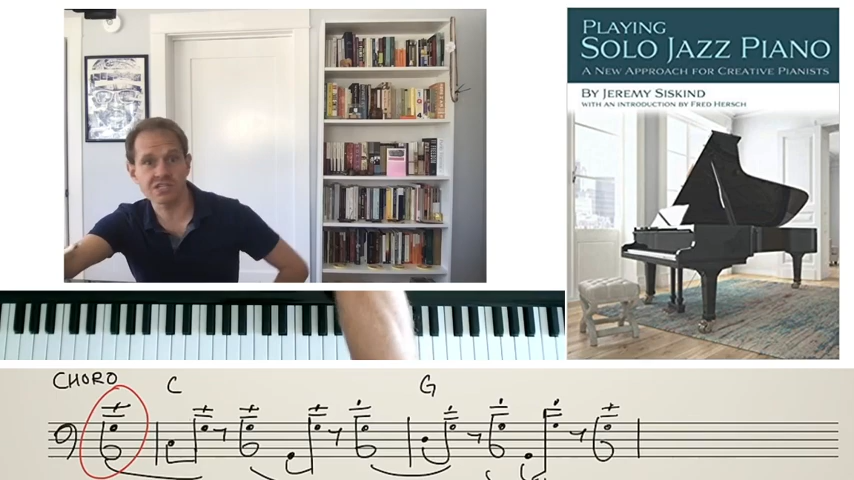 PLAYING
SOLO JAZZ PIANO
A NEW APPROACH FOR CREATIVE PIANISTS
BY JEREMY SISKIND
WITH AN INTRODUCTION BY FRED HERSCH
CHORO C G